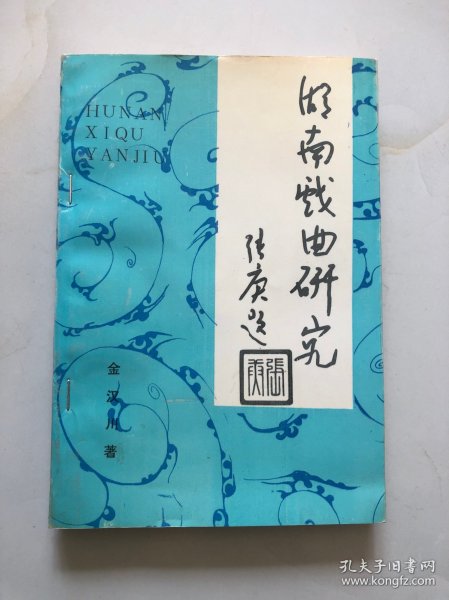 HUNAN
XIQU
YANJIU
湖南戏曲研究
张庚题
張庚
金汉川著
孔夫子旧书网
www.kongfz.com